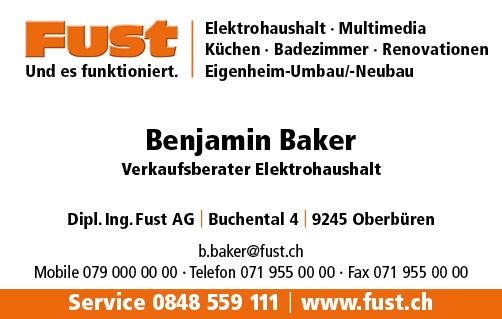 Fust
Und es funktioniert.
Elektrohaushalt · Multimedia
Küchen · Badezimmer · Renovationen
Eigenheim-Umbau/-Neubau
Benjamin Baker
Verkaufsberater Elektrohaushalt
Dipl. Ing. Fust AG | Buchental 4 | 9245 Oberbüren
b.baker@fust.ch
Mobile 079 000 00 00 · Telefon 071 955 00 00 · Fax 071 955 00 00
Service 0848 559 111 | www.fust.ch